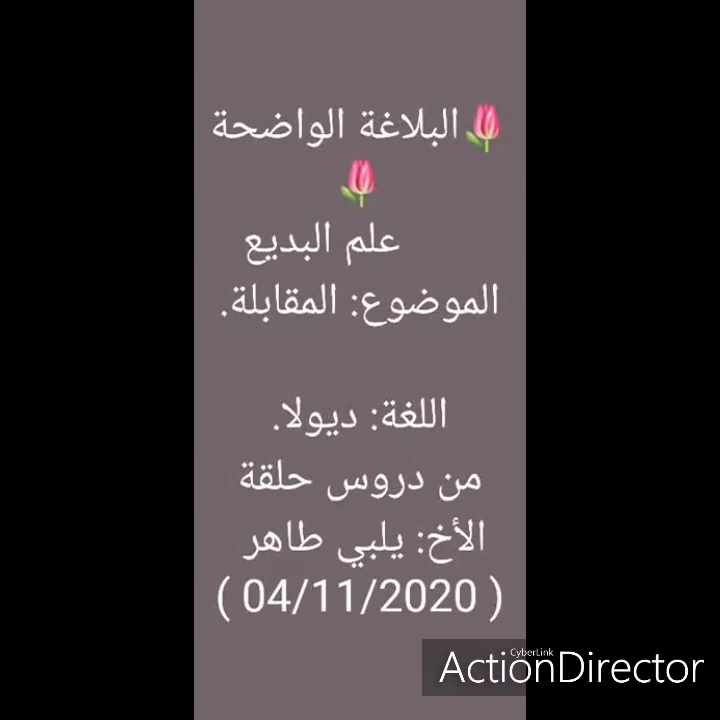 🌷البلاغة الواضحة
🌷
علم البديع
الموضوع: المقابلة.
اللغة: ديولا.
من دروس حلقة
الأخ: يلبي طاهر
( 04/11/2020 )
CyberLink
ActionDirector